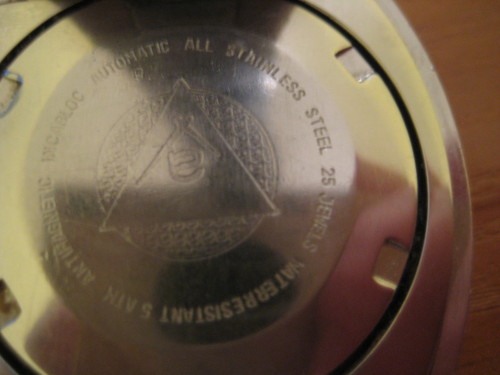 AUTOMATIC ALL STAINLESS STEEL 25 JEWELS WATERRESISTANT 5 ATM ANTIMAGNETIC INCABLOC